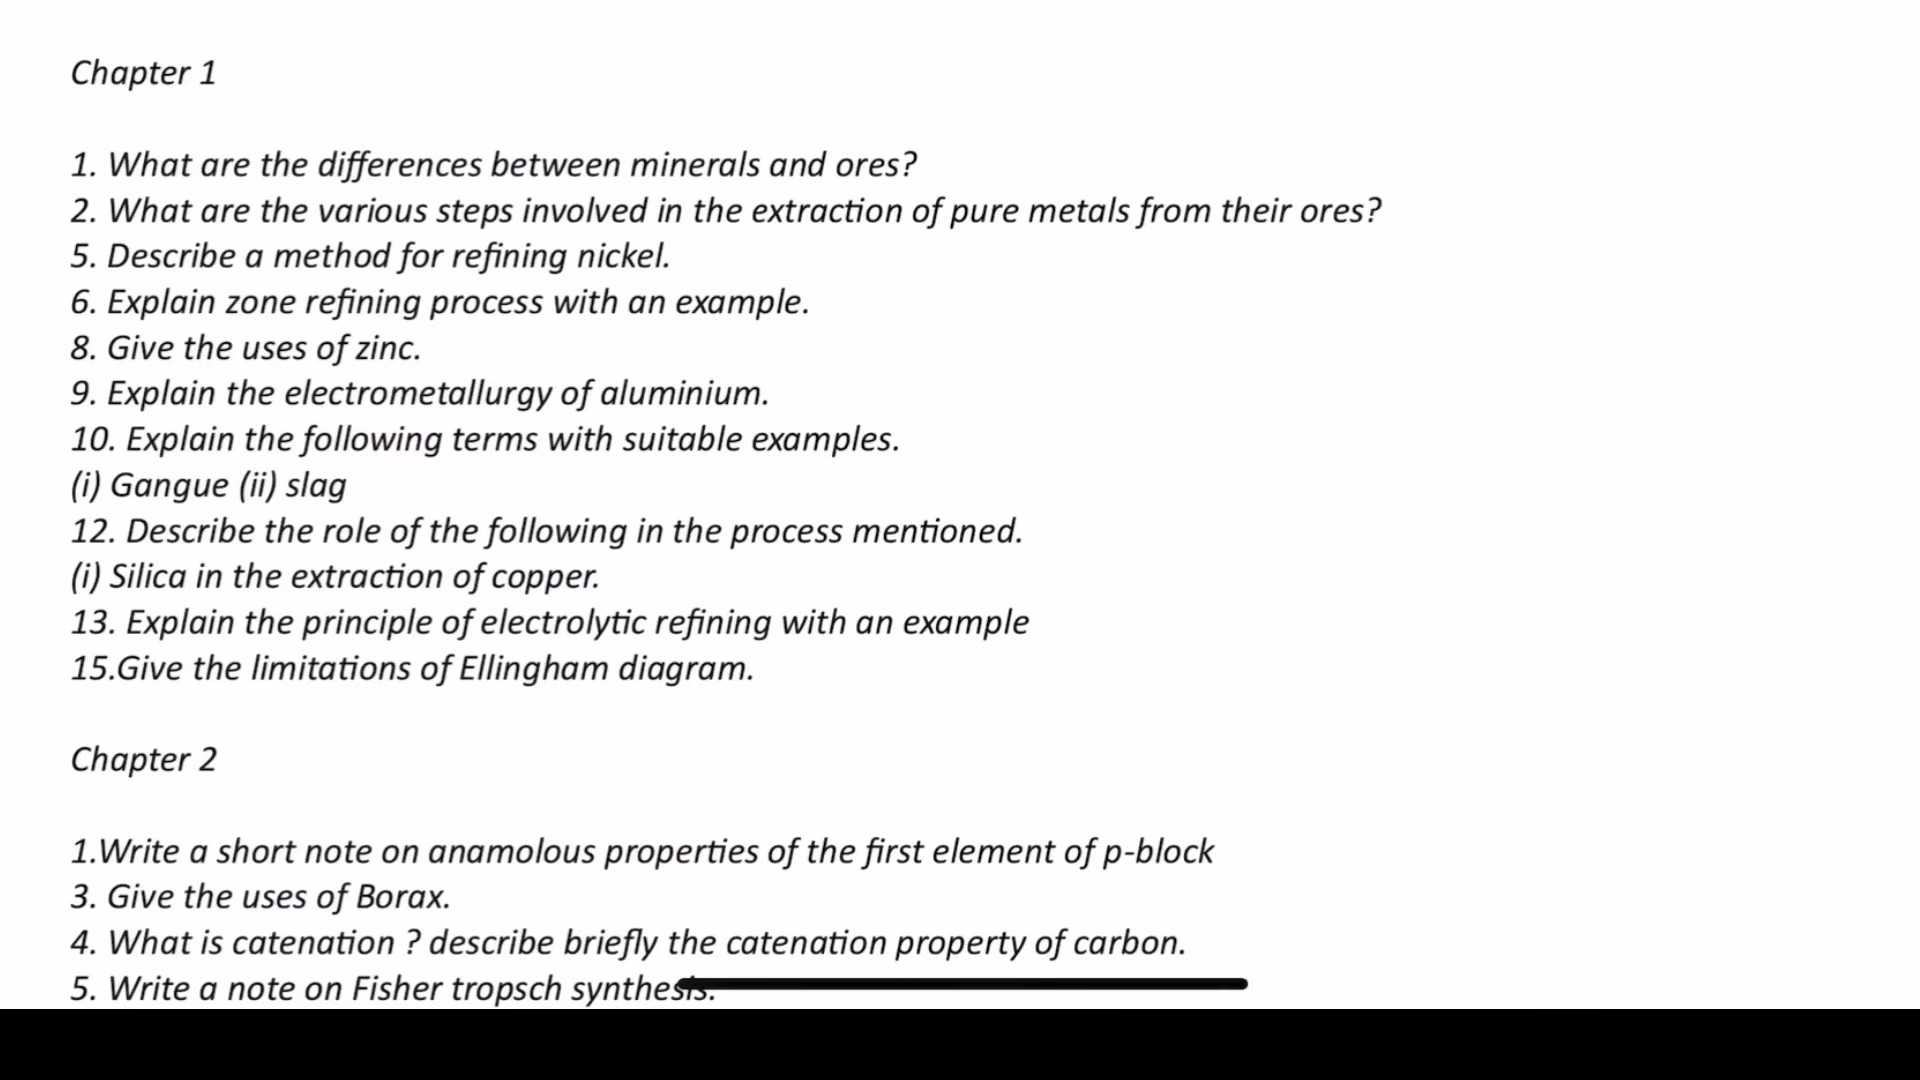 Chapter 1
1. What are the differences between minerals and ores?
2. What are the various steps involved in the extraction of pure metals from their ores?
5. Describe a method for refining nickel.
6. Explain zone refining process with an example.
8. Give the uses of zinc.
9. Explain the electrometallurgy of aluminium.
10. Explain the following terms with suitable examples.
(i) Gangue (ii) slag
12. Describe the role of the following in the process mentioned.
(i) Silica in the extraction of copper.
13. Explain the principle of electrolytic refining with an example
15.Give the limitations of Ellingham diagram.
Chapter 2
1.Write a short note on anamolous properties of the first element of p-block
3. Give the uses of Borax.
4. What is catenation ? describe briefly the catenation property of carbon.
5. Write a note on Fisher tropsch synthesis.